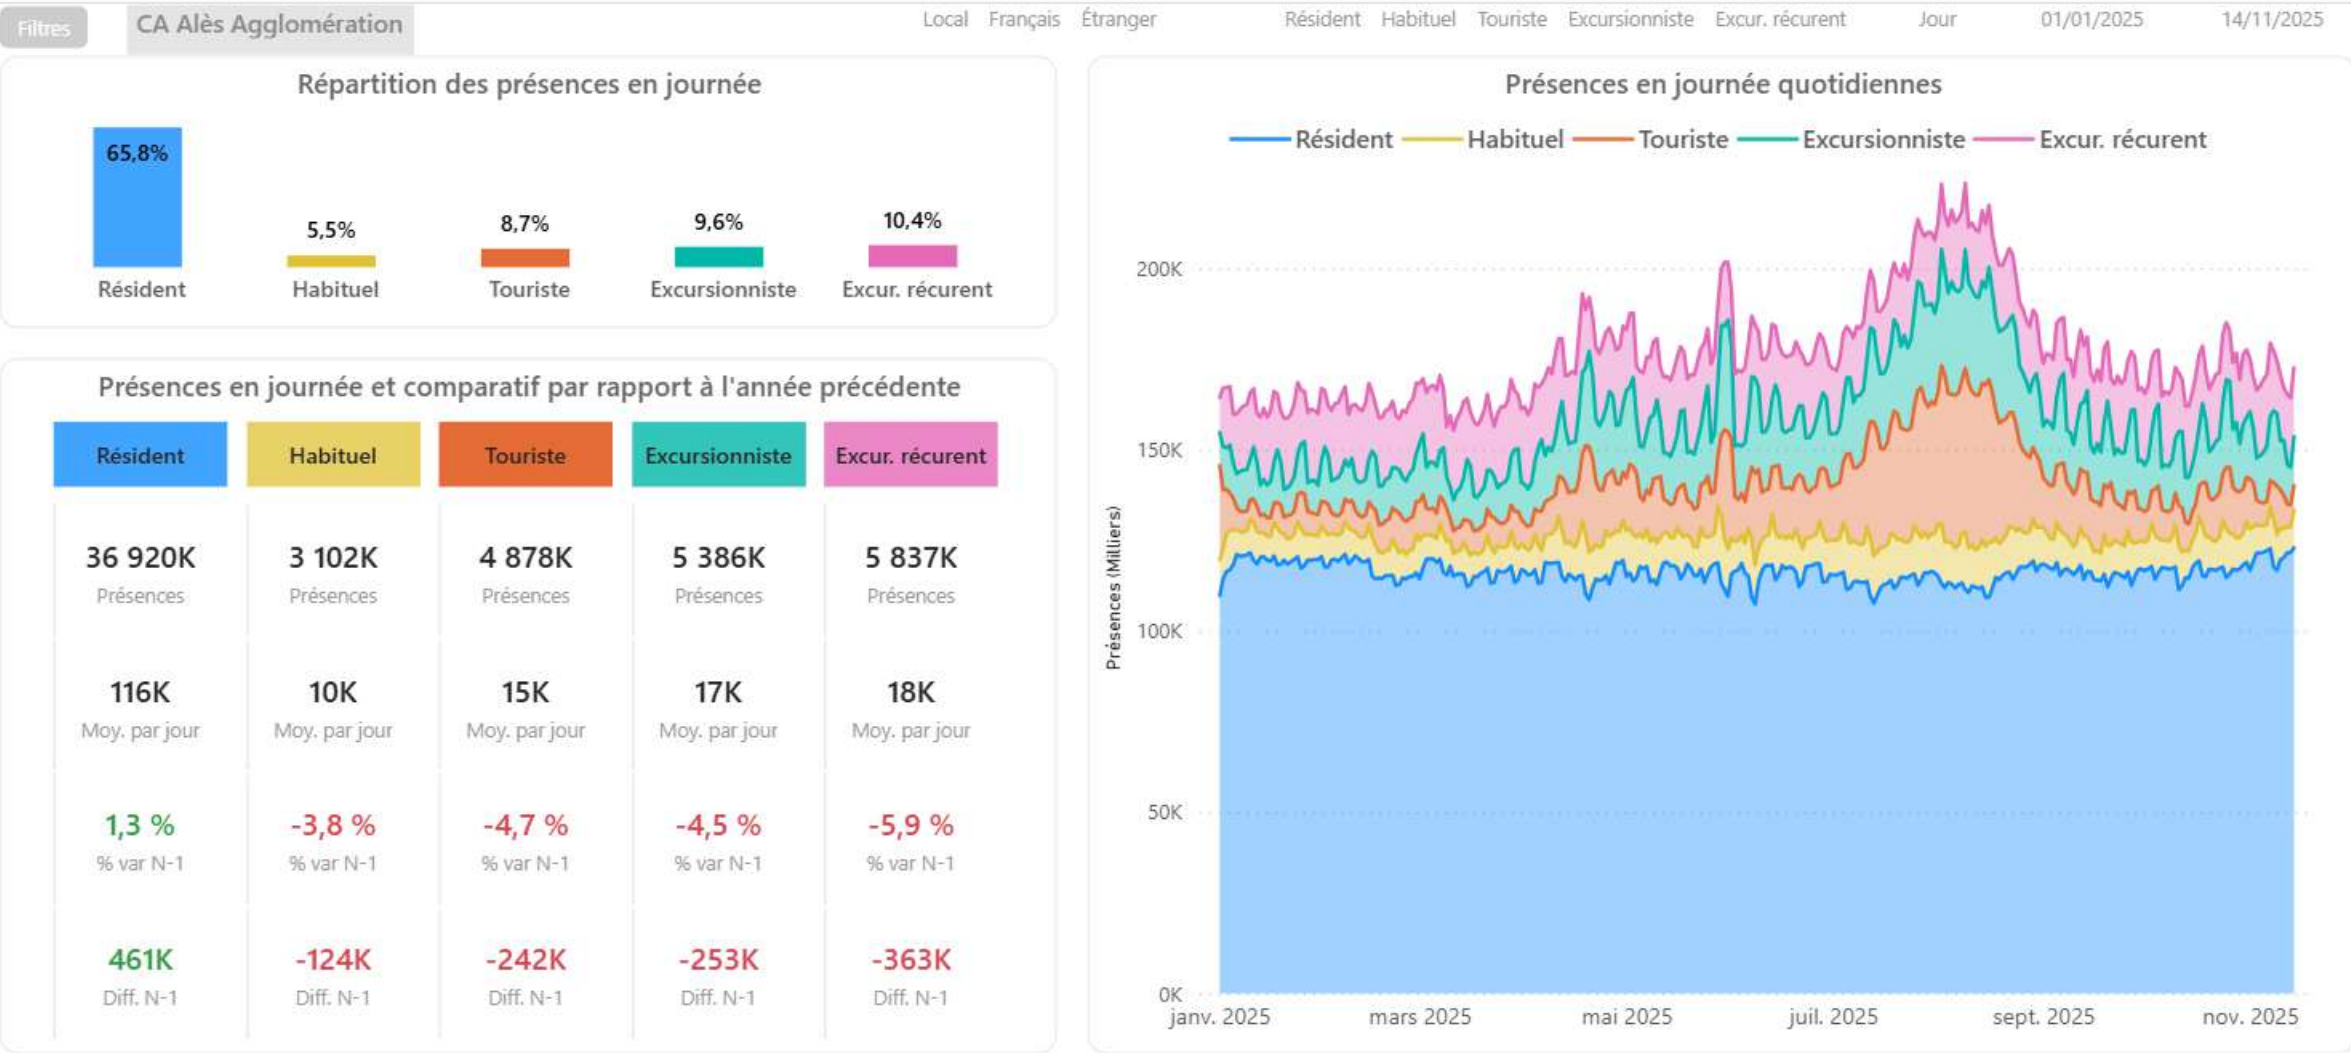 Filtres
CA Alès Agglomération
Local Français Étranger
Résident Habituel Touriste Excursionniste Excur. récurent
Jour
01/01/2025
14/11/2025
Répartition des présences en journée
65,8%
5,5%
8,7%
9,6%
10,4%
Résident Habituel Touriste Excursionniste Excur. récurent
Présences en journée et comparatif par rapport à l'année précédente
Résident Habituel Touriste Excursionniste Excur. récurent
36 920K 3 102K 4 878K 5 386K 5 837K
Présences Présences Présences Présences Présences
116K 10K 15K 17K 18K
Moy. par jour Moy. par jour Moy. par jour Moy. par jour Moy. par jour
1,3 % -3,8 % -4,7 % -4,5 % -5,9 %
% var N-1 % var N-1 % var N-1 % var N-1 % var N-1
461K -124K -242K -253K -363K
Diff. N-1 Diff. N-1 Diff. N-1 Diff. N-1 Diff. N-1
Présences en journée quotidiennes
Résident Habituel Touriste Excursionniste Excur. récurent
Présences (Milliers)
200K
150K
100K
50K
0K
janv. 2025 mars 2025 mai 2025 juil. 2025 sept. 2025 nov. 2025